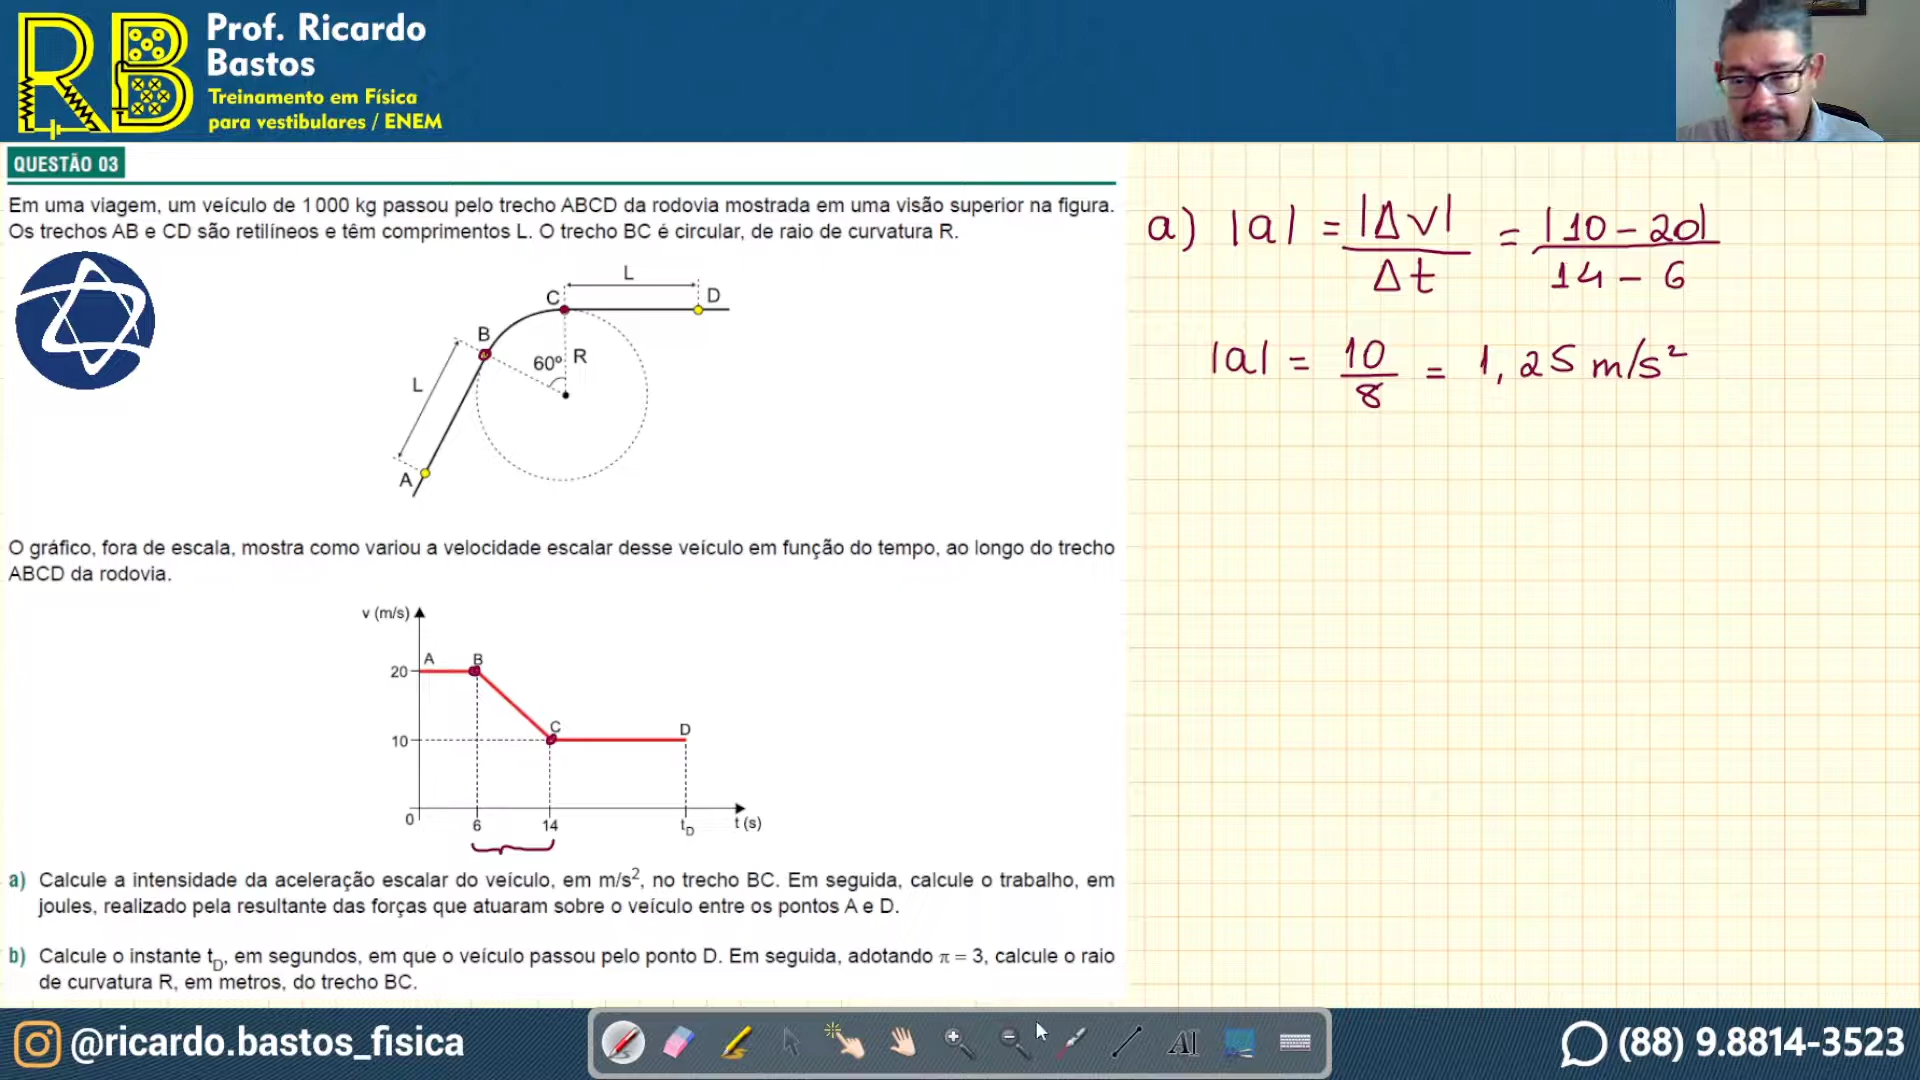 RB
Prof. Ricardo
Bastos
Treinamento em Física
para vestibulares / ENEM
QUESTÃO 03
Em uma viagem, um veículo de 1 000 kg passou pelo trecho ABCD da rodovia mostrada em uma visão superior na figura.
Os trechos AB e CD são retilíneos e têm comprimentos L. O trecho BC é circular, de raio de curvatura R.
L
C
D
B
60º
R
L
A
O gráfico, fora de escala, mostra como variou a velocidade escalar desse veículo em função do tempo, ao longo do trecho
ABCD da rodovia.
v (m/s)
A
B
20
C
D
10
0
6
14
t_D
t (s)
a) Calcule a intensidade da aceleração escalar do veículo, em m/s², no trecho BC. Em seguida, calcule o trabalho, em
joules, realizado pela resultante das forças que atuaram sobre o veículo entre os pontos A e D.
b) Calcule o instante t_D, em segundos, em que o veículo passou pelo ponto D. Em seguida, adotando π = 3, calcule o raio
de curvatura R, em metros, do trecho BC.
a) |a| = |Δv| / Δt = |10 - 20| / 14 - 6
|a| = 10 / 8 = 1,25 m/s²
@ricardo.bastos_fisica
AI
(88) 9.8814-3523